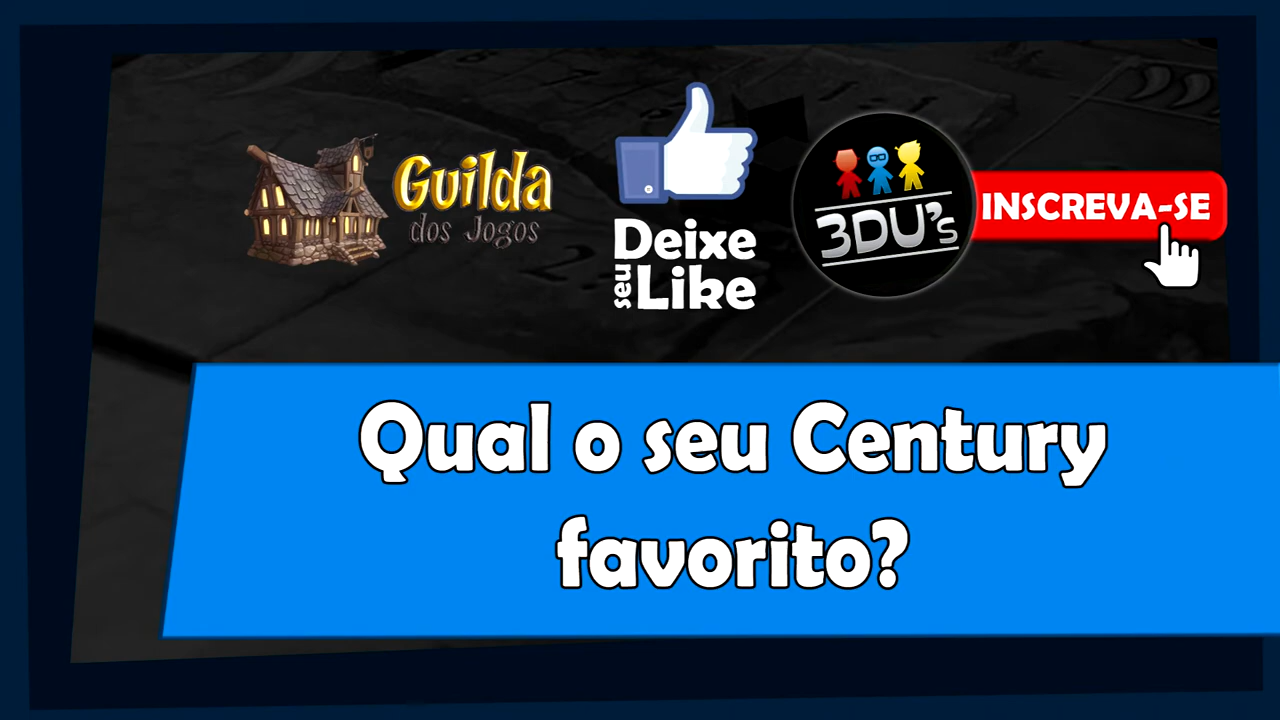 Guilda
dos Jogos
Deixe
seu Like
3DU's
INSCREVA-SE
Qual o seu Century
favorito?